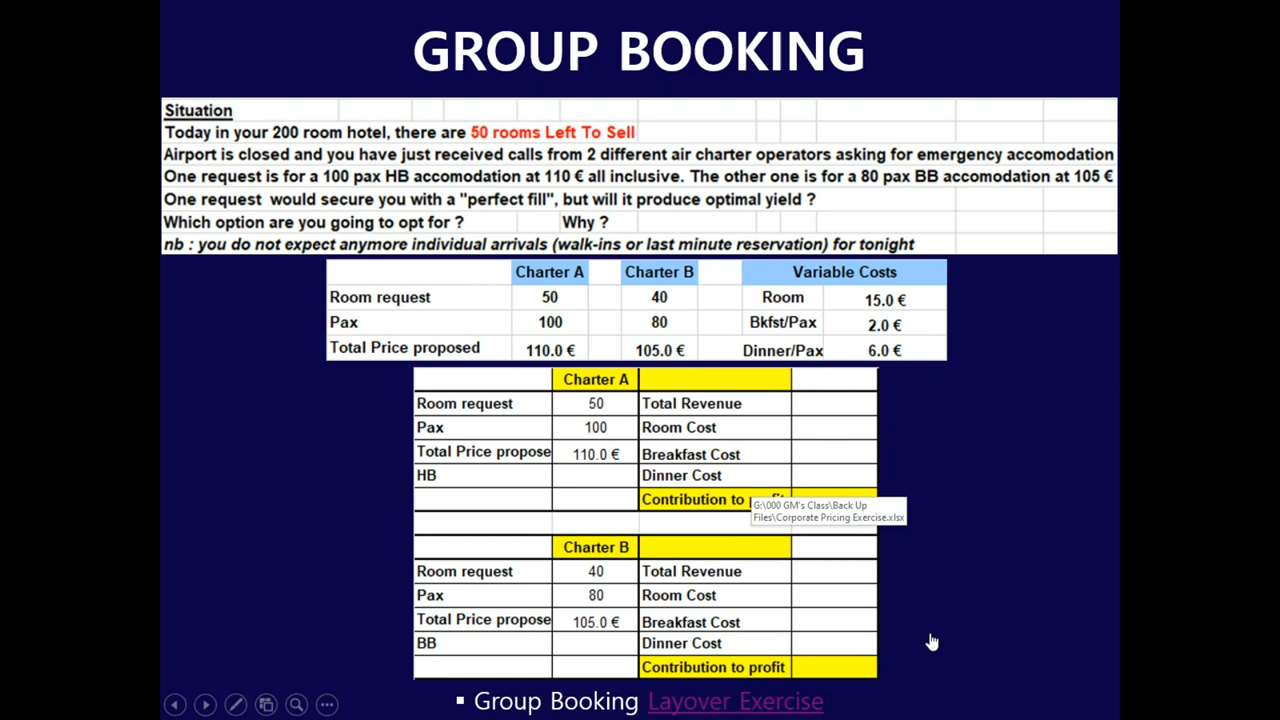 GROUP BOOKING
Situation
Today in your 200 room hotel, there are 50 rooms Left To Sell
Airport is closed and you have just received calls from 2 different air charter operators asking for emergency accomodation
One request is for a 100 pax HB accomodation at 110 € all inclusive. The other one is for a 80 pax BB accomodation at 105 €
One request would secure you with a "perfect fill", but will it produce optimal yield ?
Which option are you going to opt for ? Why ?
nb : you do not expect anymore individual arrivals (walk-ins or last minute reservation) for tonight
Charter A Charter B Variable Costs
Room request 50 40 Room 15.0 €
Pax 100 80 Bkfst/Pax 2.0 €
Total Price proposed 110.0 € 105.0 € Dinner/Pax 6.0 €
Charter A
Room request 50 Total Revenue
Pax 100 Room Cost
Total Price propose 110.0 € Breakfast Cost
HB Dinner Cost
Contribution to
G:\000 GM's Class\Back Up
Files\Corporate Pricing Exercise.xlsx
Charter B
Room request 40 Total Revenue
Pax 80 Room Cost
Total Price propose 105.0 € Breakfast Cost
BB Dinner Cost
Contribution to profit
▪ Group Booking Layover Exercise